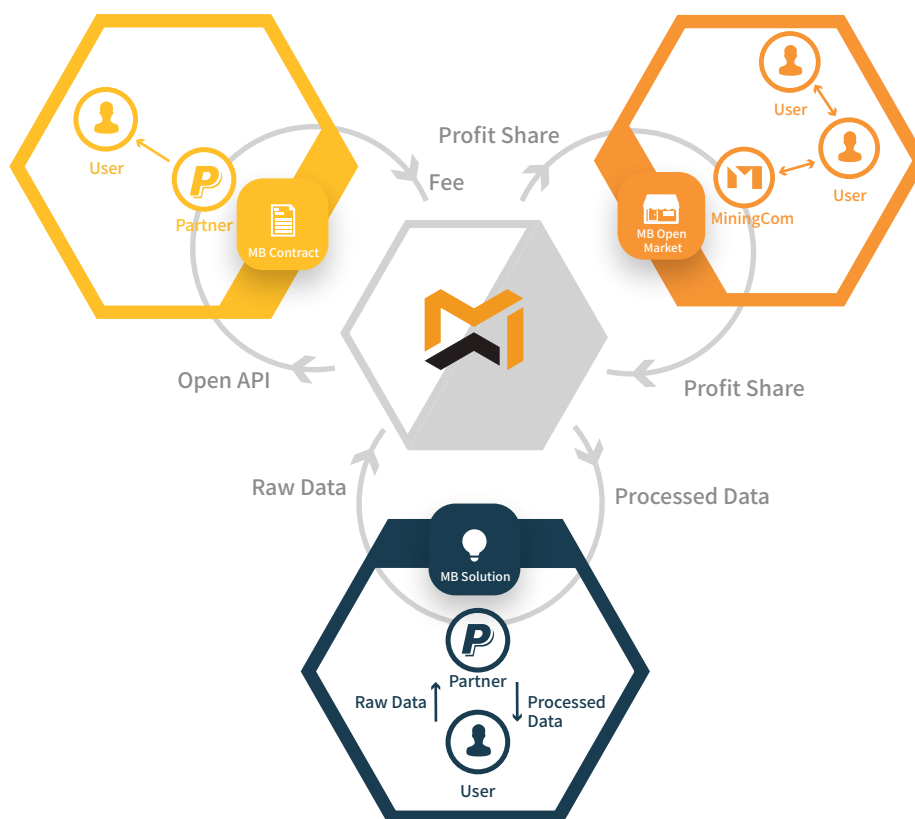 User
Partner
MB Contract
Profit Share
Fee
User
User
MiningCom
MB Open
Market
Open API
Profit Share
Raw Data
Processed Data
MB Solution
Partner
Raw Data
Processed
Data
User